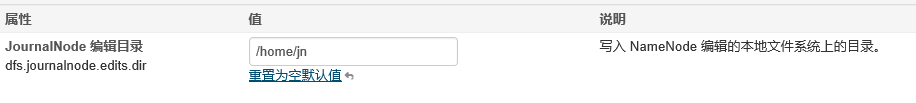 属性 值 说明
JournalNode 编辑目录 /home/jn 写入 NameNode 编辑的本地文件系统上的目录。
dfs.journalnode.edits.dir 重置为空默认值